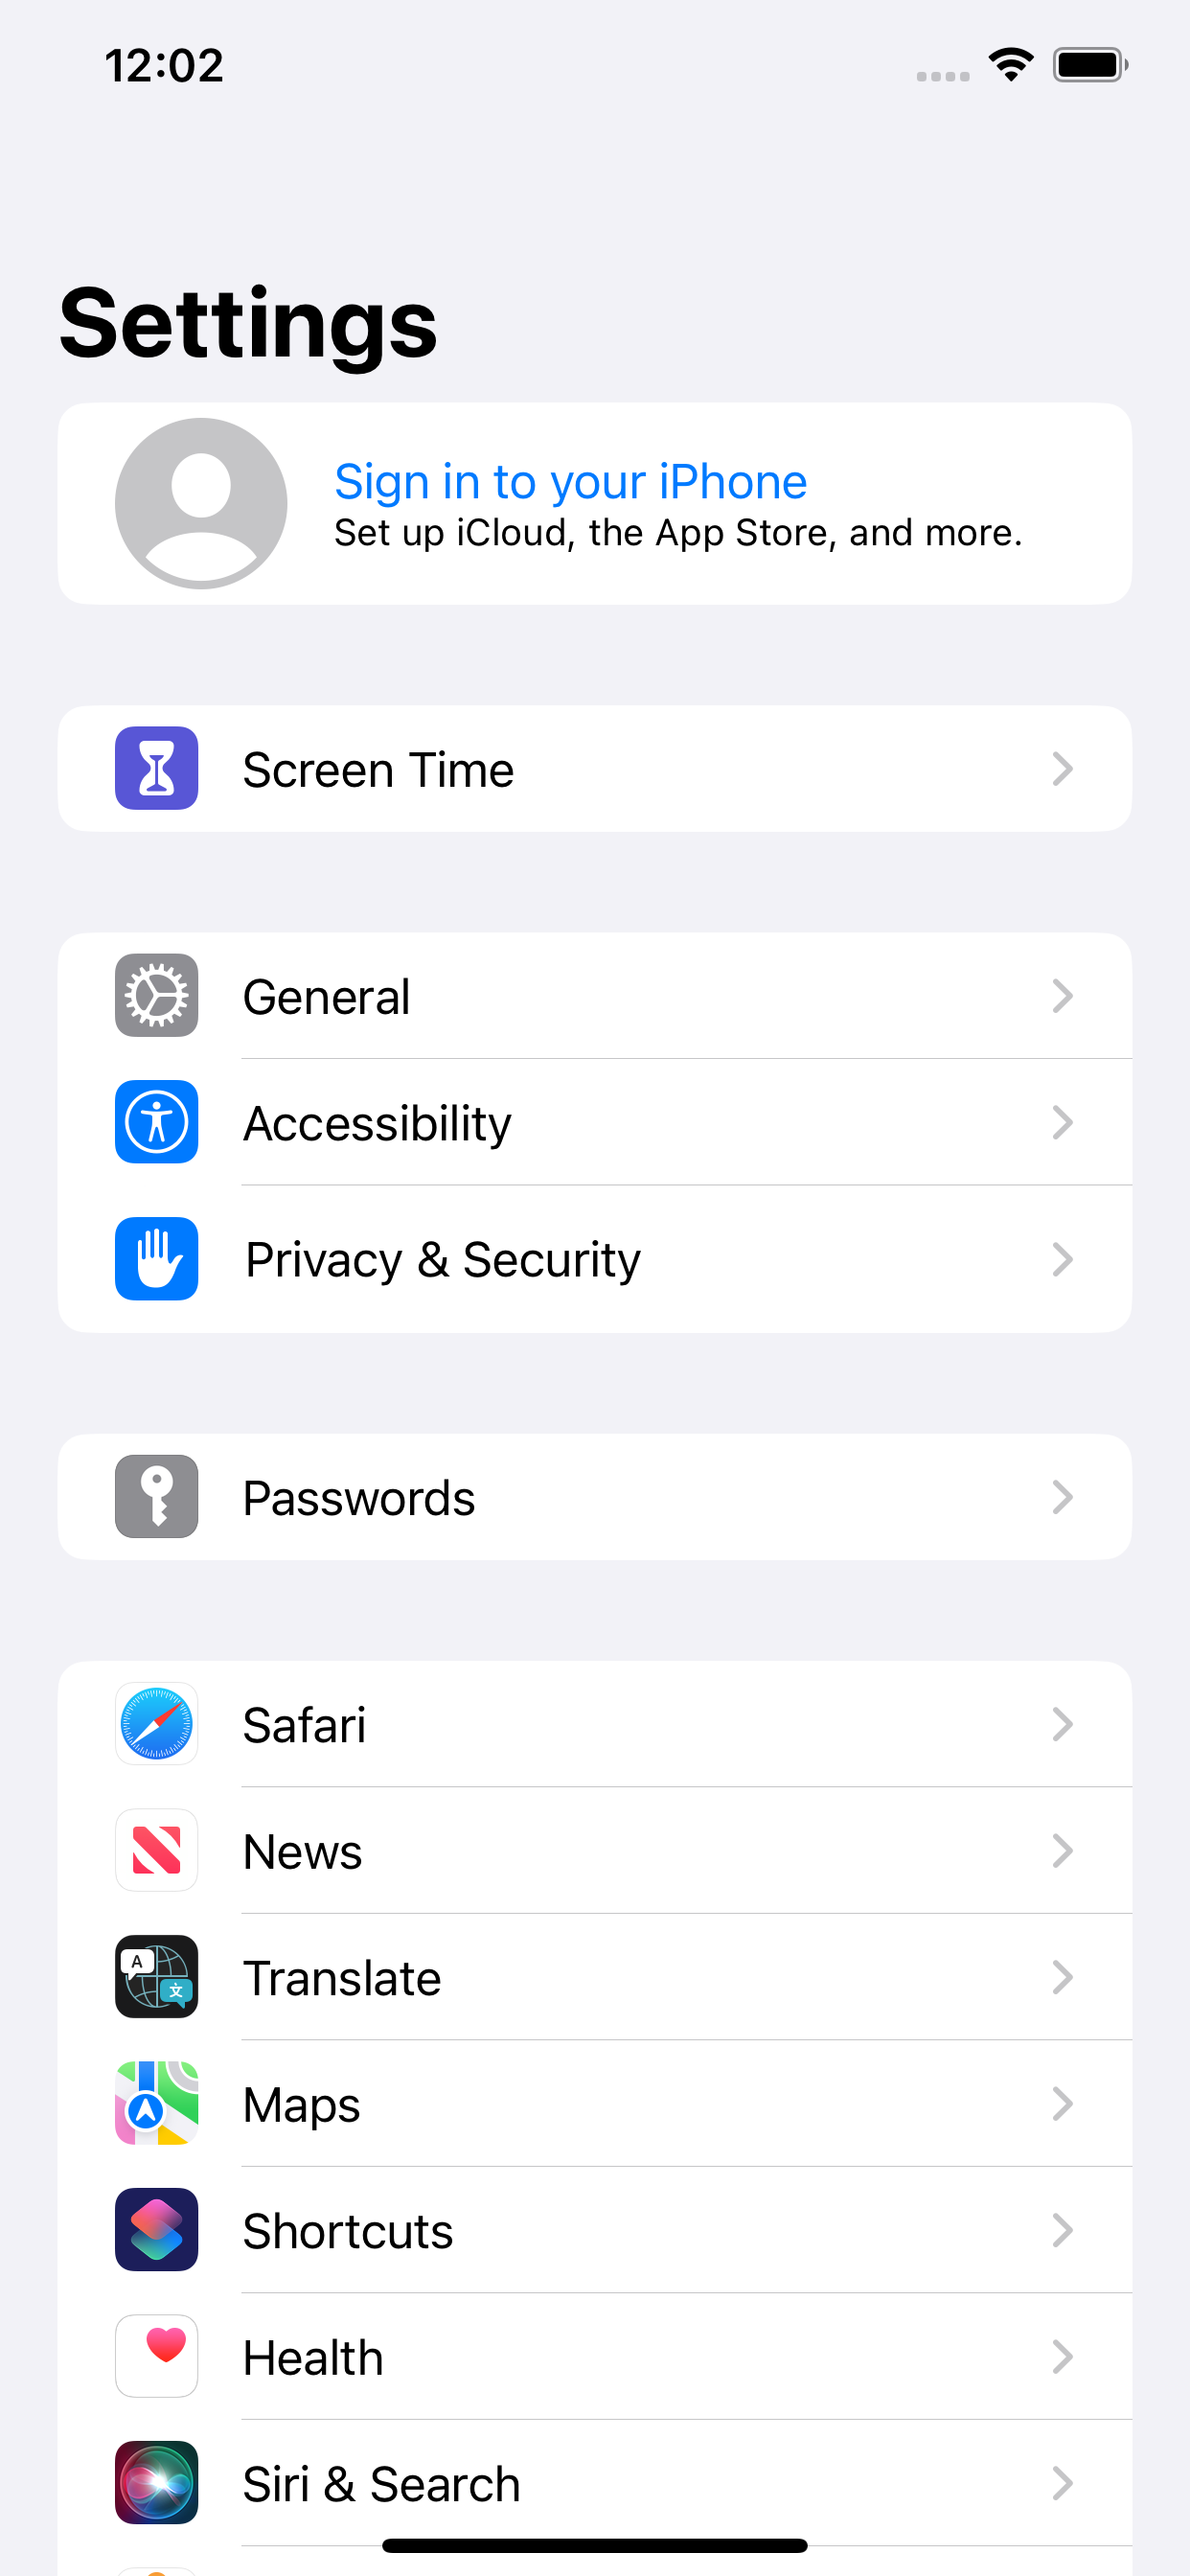 12:02
Settings
Sign in to your iPhone
Set up iCloud, the App Store, and more.
Screen Time
General
Accessibility
Privacy & Security
Passwords
Safari
News
A
文
Translate
Maps
Shortcuts
Health
Siri & Search